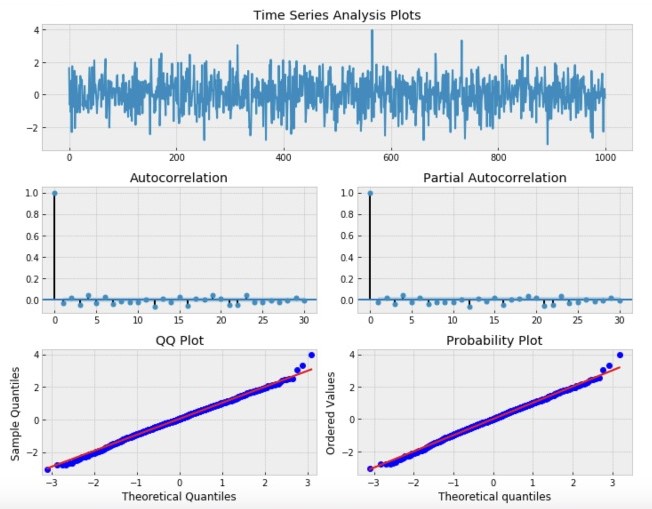 Time Series Analysis Plots
4
2
0
−2
0 200 400 600 800 1000
Autocorrelation Partial Autocorrelation
1.0 1.0
0.8 0.8
0.6 0.6
0.4 0.4
0.2 0.2
0.0 0.0
0 5 10 15 20 25 30 0 5 10 15 20 25 30
QQ Plot Probability Plot
4 4
2 2
0 0
−2 −2
−3 −2 −1 0 1 2 3 −3 −2 −1 0 1 2 3
Sample Quantiles Ordered Values
Theoretical Quantiles Theoretical quantiles